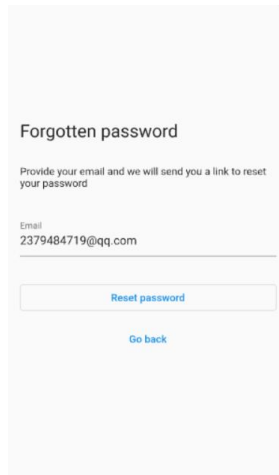 Forgotten password
Provide your email and we will send you a link to reset
your password
Email
2379484719@qq.com
Reset password
Go back